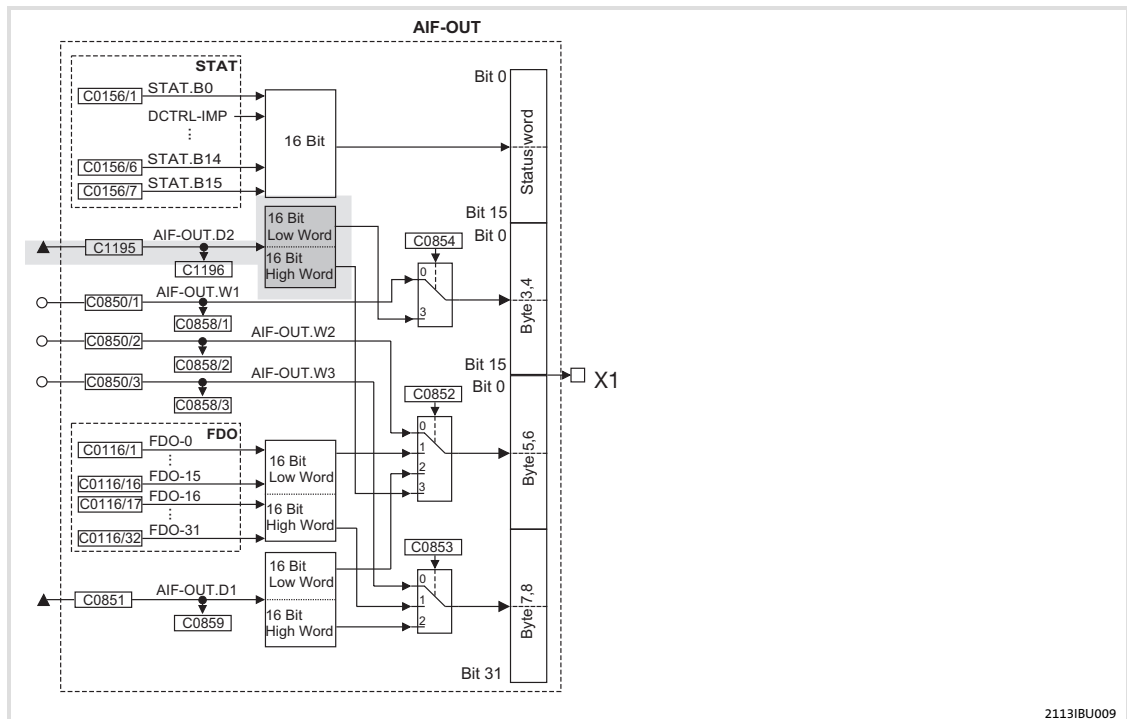 AIF-OUT
STAT
C0156/1
STAT.B0
DCTRL-IMP
⋮
C0156/6
STAT.B14
C0156/7
STAT.B15
16 Bit
Bit 0
Status word
Bit 15
C1195
AIF-OUT.D2
C1196
16 Bit
Low Word
16 Bit
High Word
C0854
0
3
Bit 0
Byte 3,4
Bit 15
C0850/1
AIF-OUT.W1
C0858/1
C0850/2
AIF-OUT.W2
C0858/2
C0850/3
AIF-OUT.W3
C0858/3
X1
C0852
0
1
2
3
Bit 0
Byte 5,6
FDO
C0116/1
FDO-0
⋮
C0116/16
FDO-15
C0116/17
FDO-16
⋮
C0116/32
FDO-31
16 Bit
Low Word
16 Bit
High Word
C0853
0
1
2
Byte 7,8
Bit 31
C0851
AIF-OUT.D1
C0859
16 Bit
Low Word
16 Bit
High Word
2113IBU009